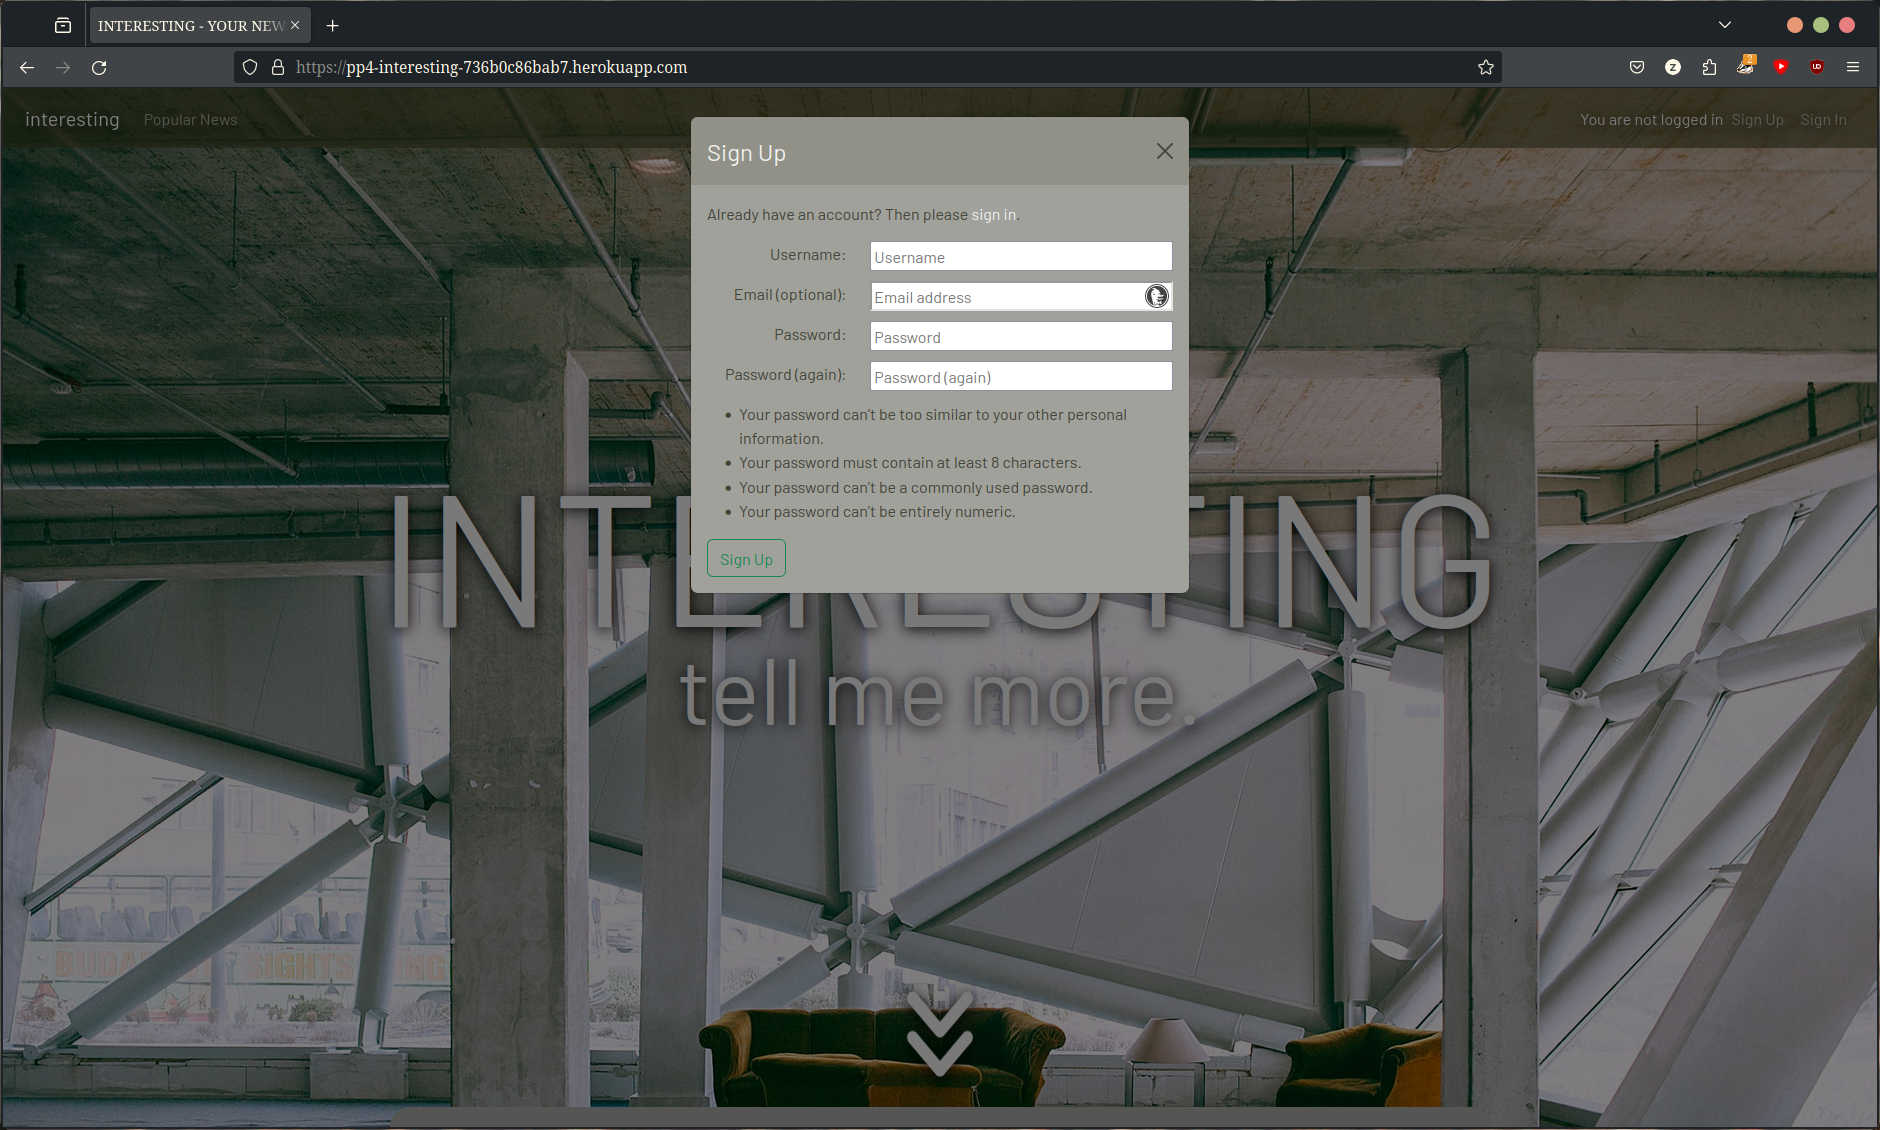 INTERESTING - YOUR NEW
https://pp4-interesting-736b0c86bab7.herokuapp.com
2
interesting Popular News
You are not logged in Sign Up Sign In
Sign Up
Already have an account? Then please sign in.
Username: Username
Email (optional): Email address
Password: Password
Password (again): Password (again)
• Your password can't be too similar to your other personal
information.
• Your password must contain at least 8 characters.
• Your password can't be a commonly used password.
• Your password can't be entirely numeric.
Sign Up
INTERESTING
tell me more.